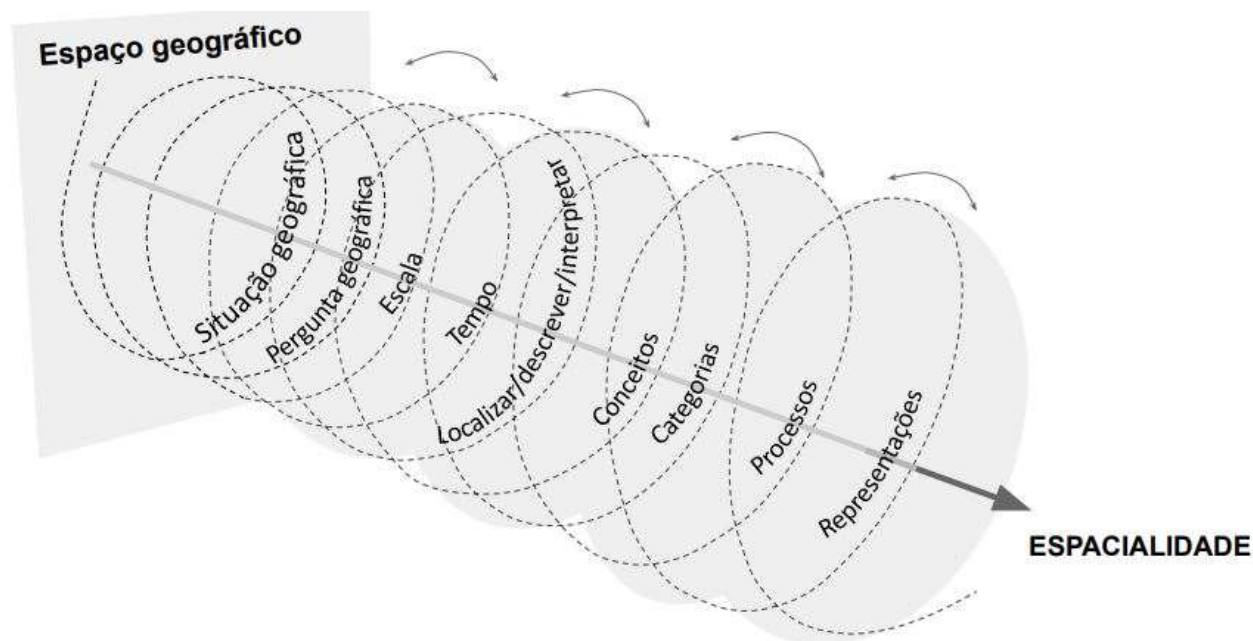 Espaço geográfico
Situação geográfica
Pergunta geográfica
Escala
Tempo
Localizar/descrever/interpretar
Conceitos
Categorias
Processos
Representações
ESPACIALIDADE